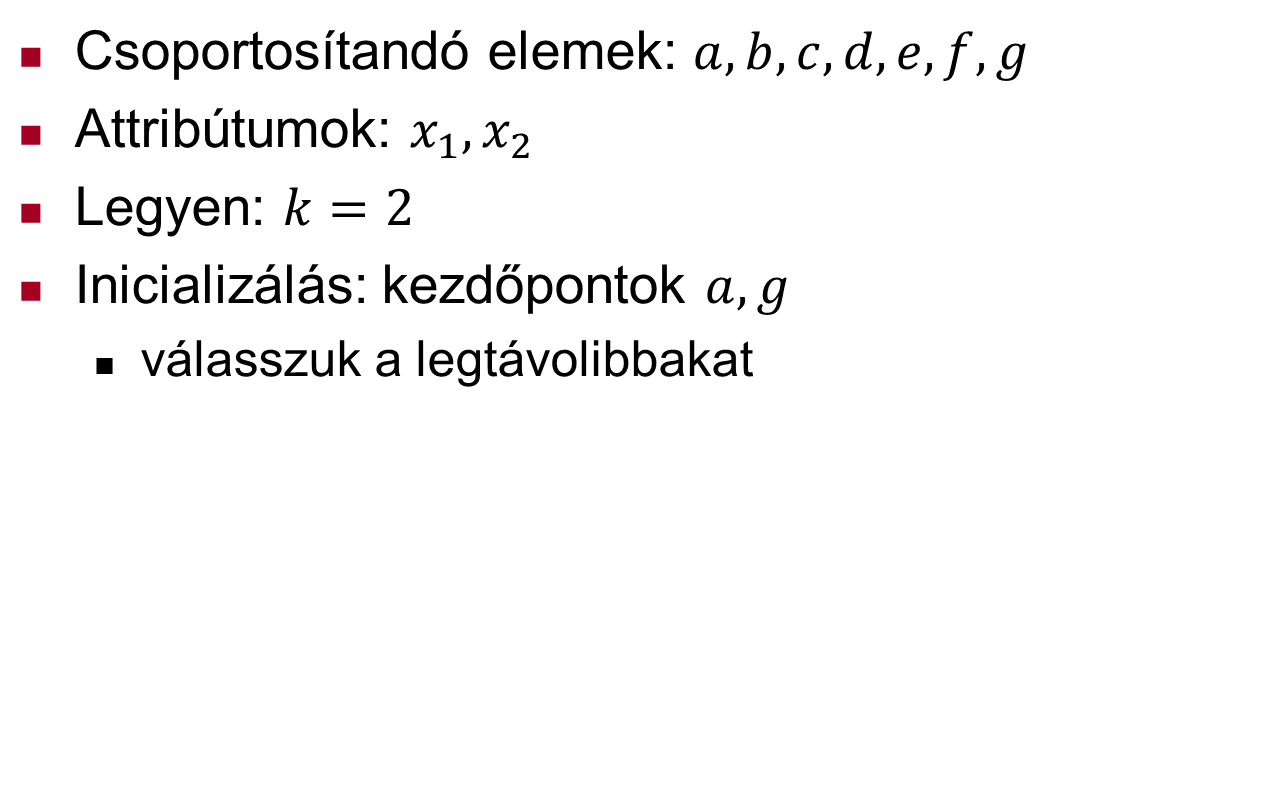 Csoportosítandó elemek: a, b, c, d, e, f, g
Attribútumok: x₁, x₂
Legyen: k = 2
Inicializálás: kezdőpontok a, g
válasszuk a legtávolibbakat